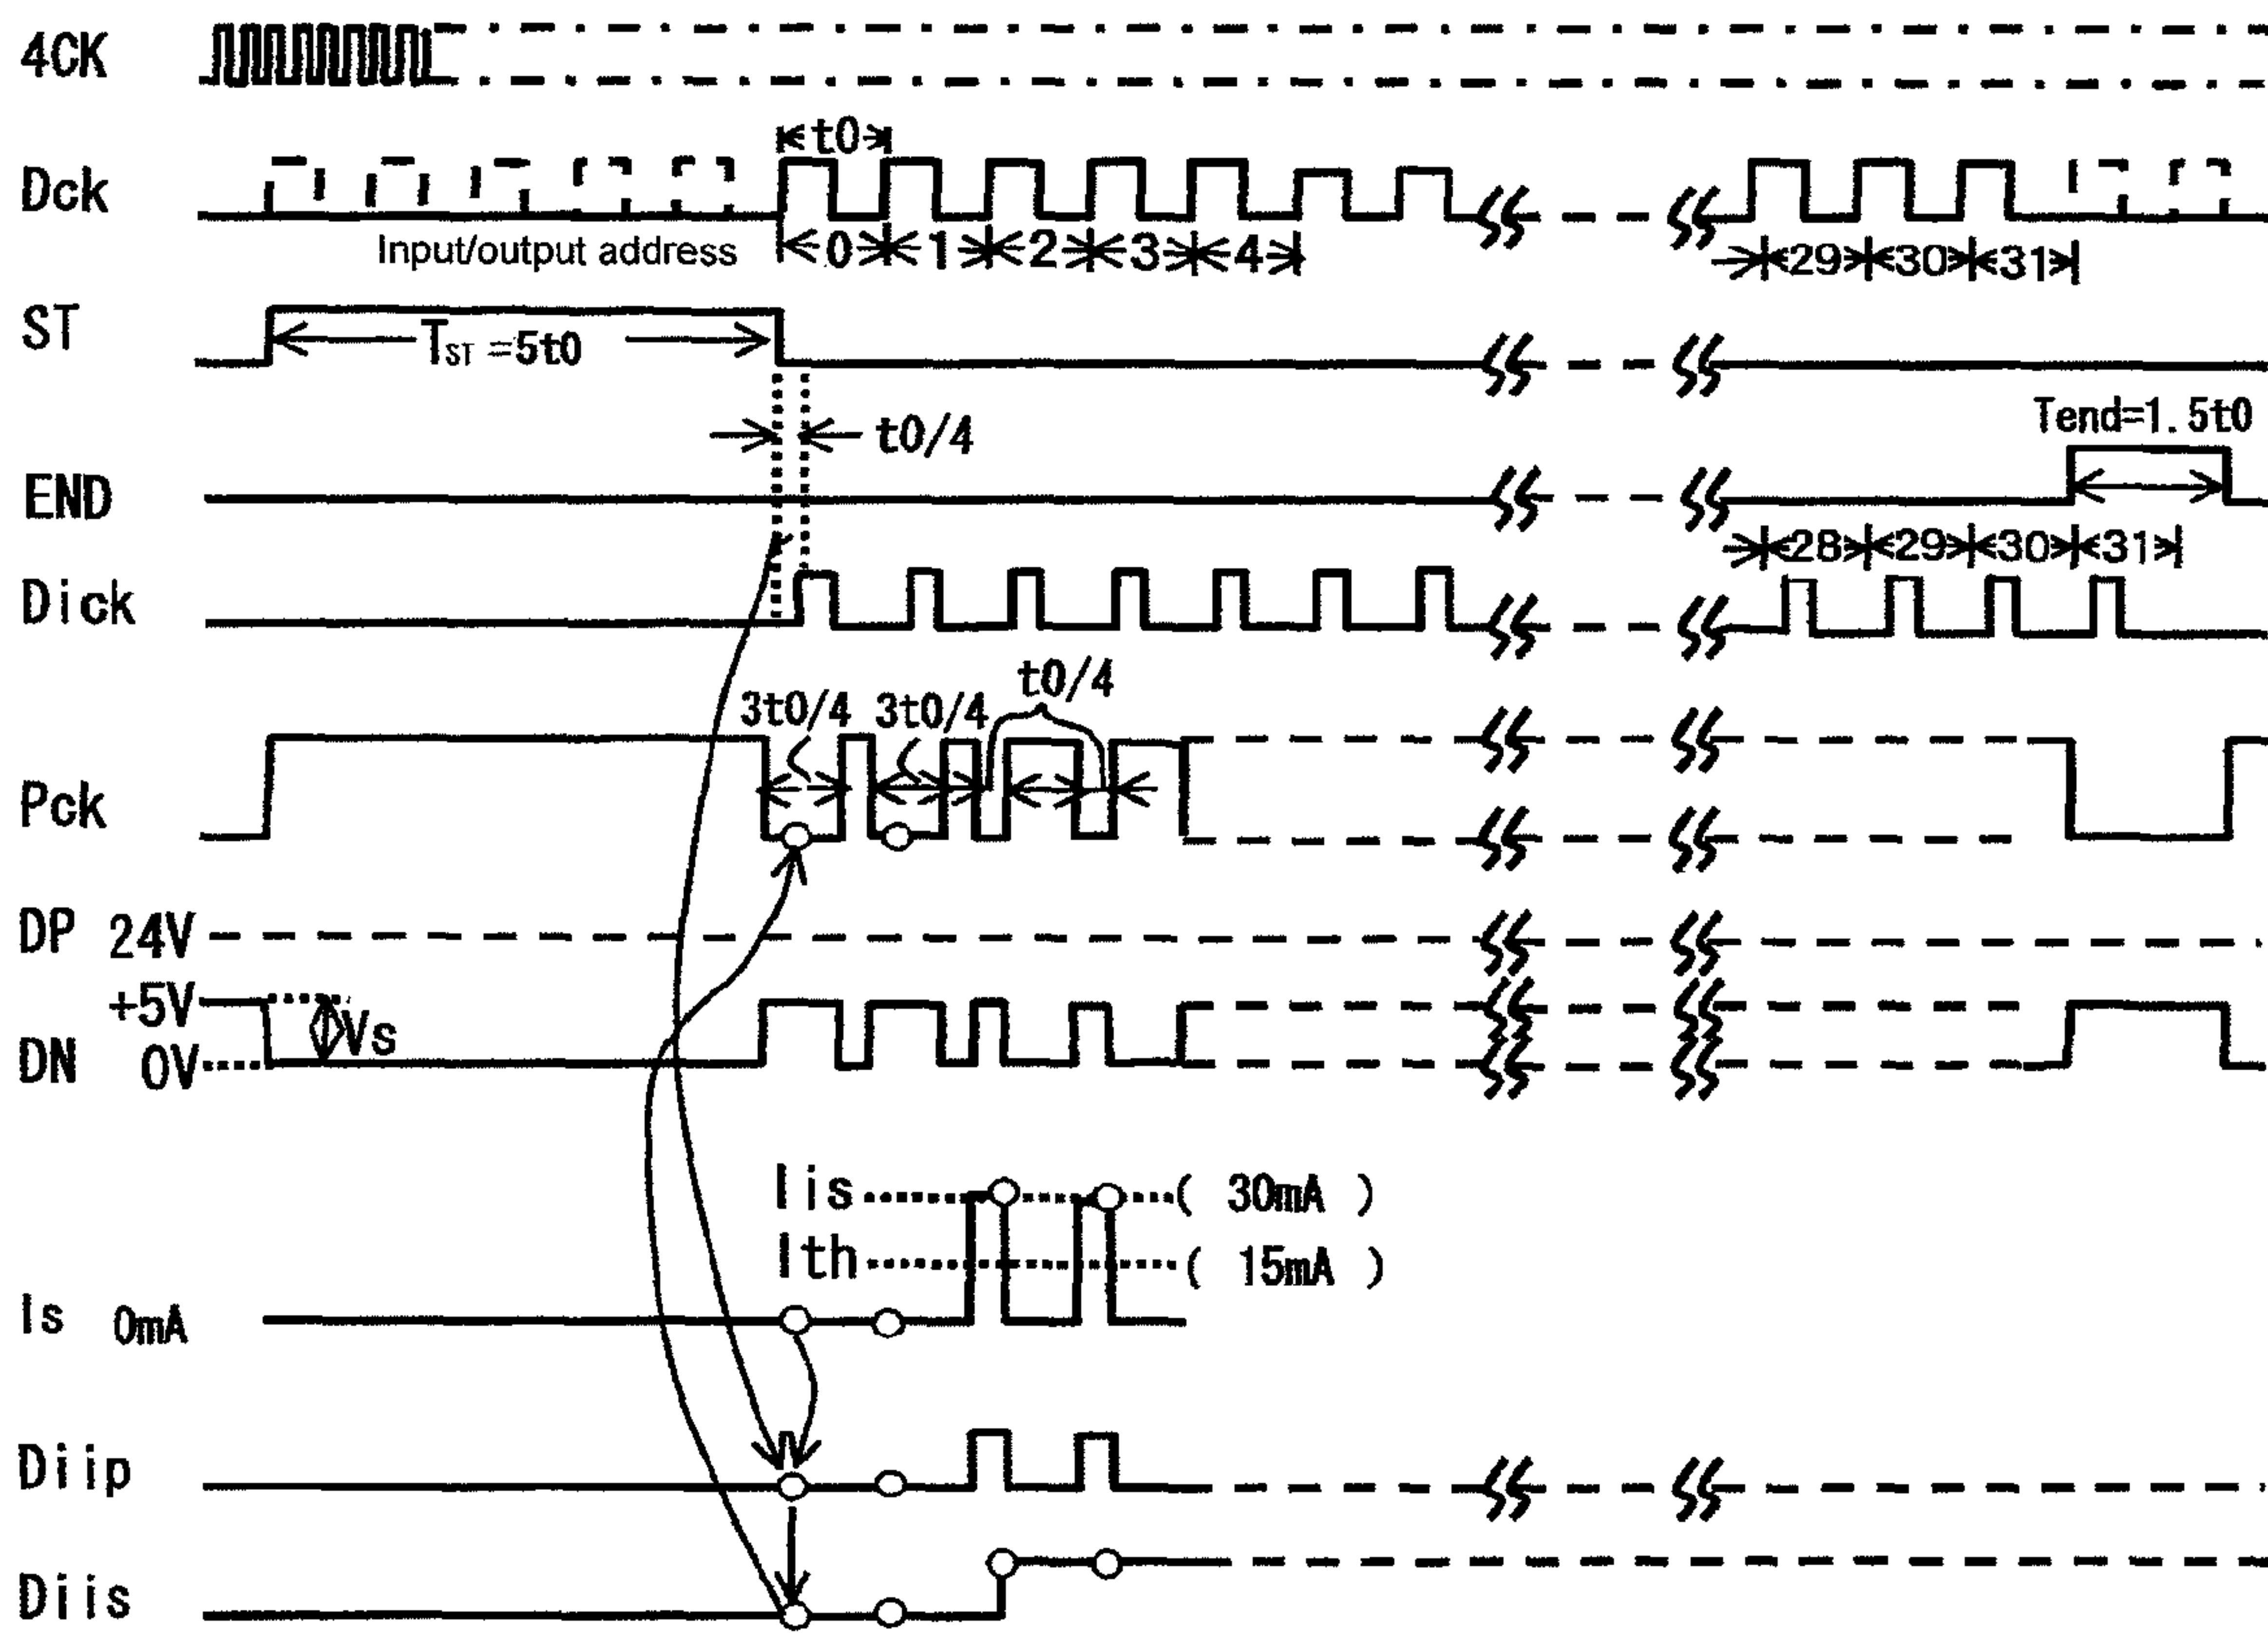 4CK
t0
Dck
Input/output address
0 1 2 3 4
29 30 31
ST
TST =5t0
t0/4
Tend=1.5t0
END
28 29 30 31
Dick
3t0/4 3t0/4 t0/4
Pck
DP 24V
+5V
Vs
DN 0V
Iis ( 30mA )
Ith ( 15mA )
Is 0mA
Diip
Diis